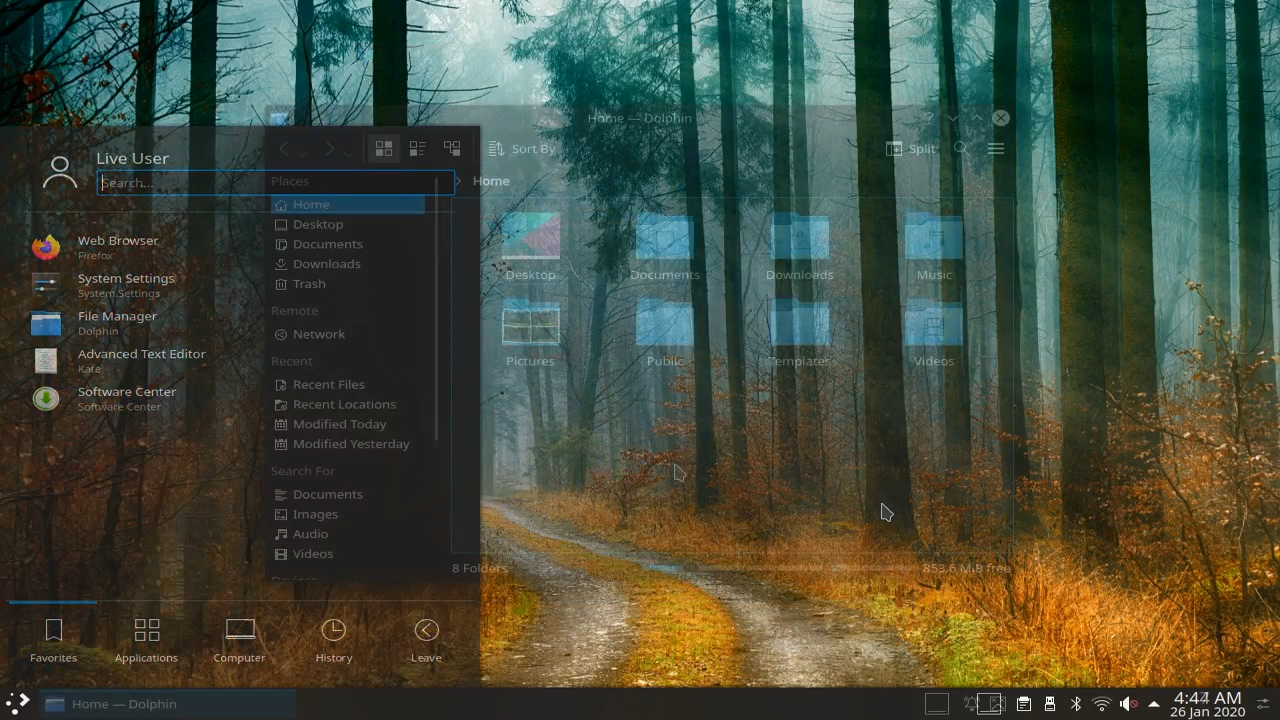 Home — Dolphin
Sort By
Split
Live User
Search...
Places
Home
Home
Desktop
Documents
Downloads
Trash
Remote
Network
Recent
Recent Files
Recent Locations
Modified Today
Modified Yesterday
Search For
Documents
Images
Audio
Videos
Devices
Web Browser
Firefox
System Settings
System Settings
File Manager
Dolphin
Advanced Text Editor
Kate
Software Center
Software Center
Desktop
Documents
Downloads
Music
Pictures
Public
Templates
Videos
8 Folders
853.6 MiB free
Favorites
Applications
Computer
History
Leave
Home — Dolphin
4:44 AM
26 Jan 2020